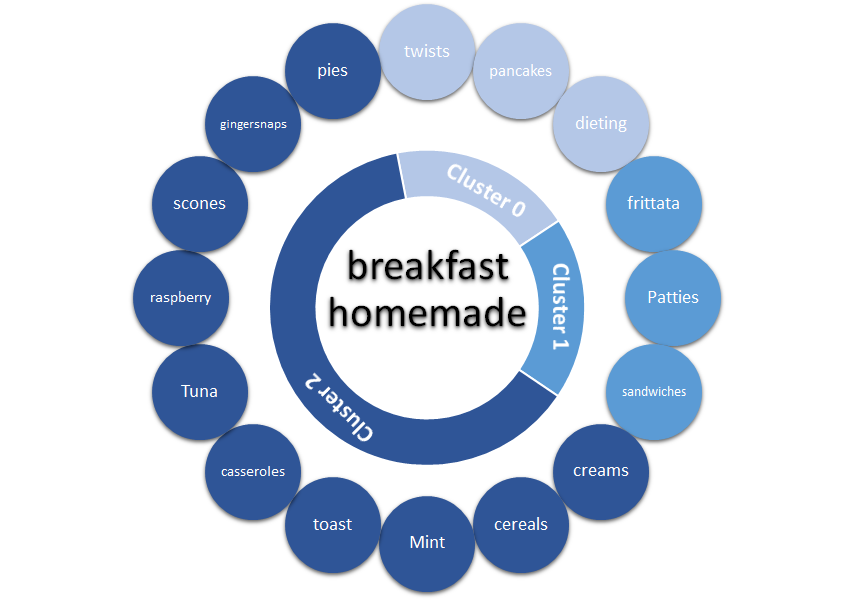 twists
pancakes
dieting
frittata
Patties
sandwiches
creams
cereals
Mint
toast
casseroles
Tuna
raspberry
scones
gingersnaps
pies
Cluster 0
Cluster 1
Cluster 2
breakfast
homemade